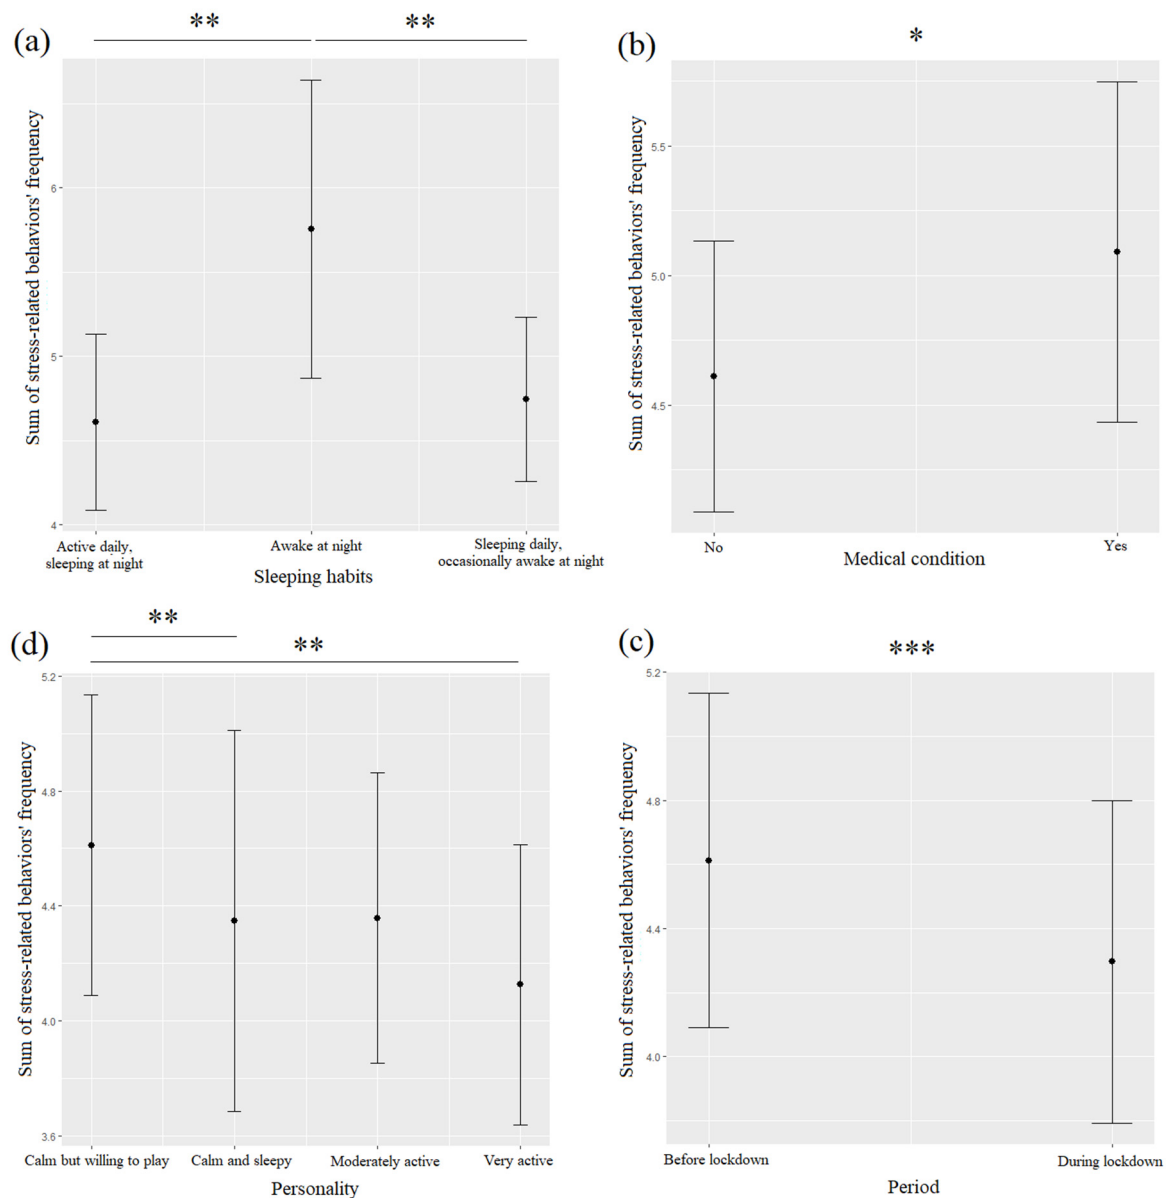 (a)
**
**
Sum of stress-related behaviors' frequency
6
5
4
Active daily,
sleeping at night
Awake at night
Sleeping daily,
occasionally awake at night
Sleeping habits
(b)
*
Sum of stress-related behaviors' frequency
5.5
5.0
4.5
No
Yes
Medical condition
(d)
**
**
Sum of stress-related behaviors' frequency
5.2
4.8
4.4
4.0
3.6
Calm but willing to play
Calm and sleepy
Moderately active
Very active
Personality
(c)
***
Sum of stress-related behaviors' frequency
5.2
4.8
4.4
4.0
Before lockdown
During lockdown
Period